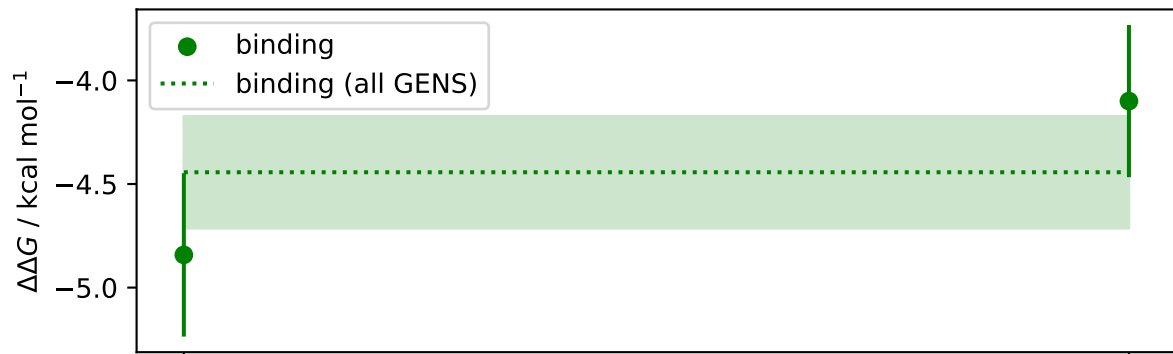 binding
binding (all GENS)
−4.0
−4.5
−5.0
ΔΔG / kcal mol⁻¹